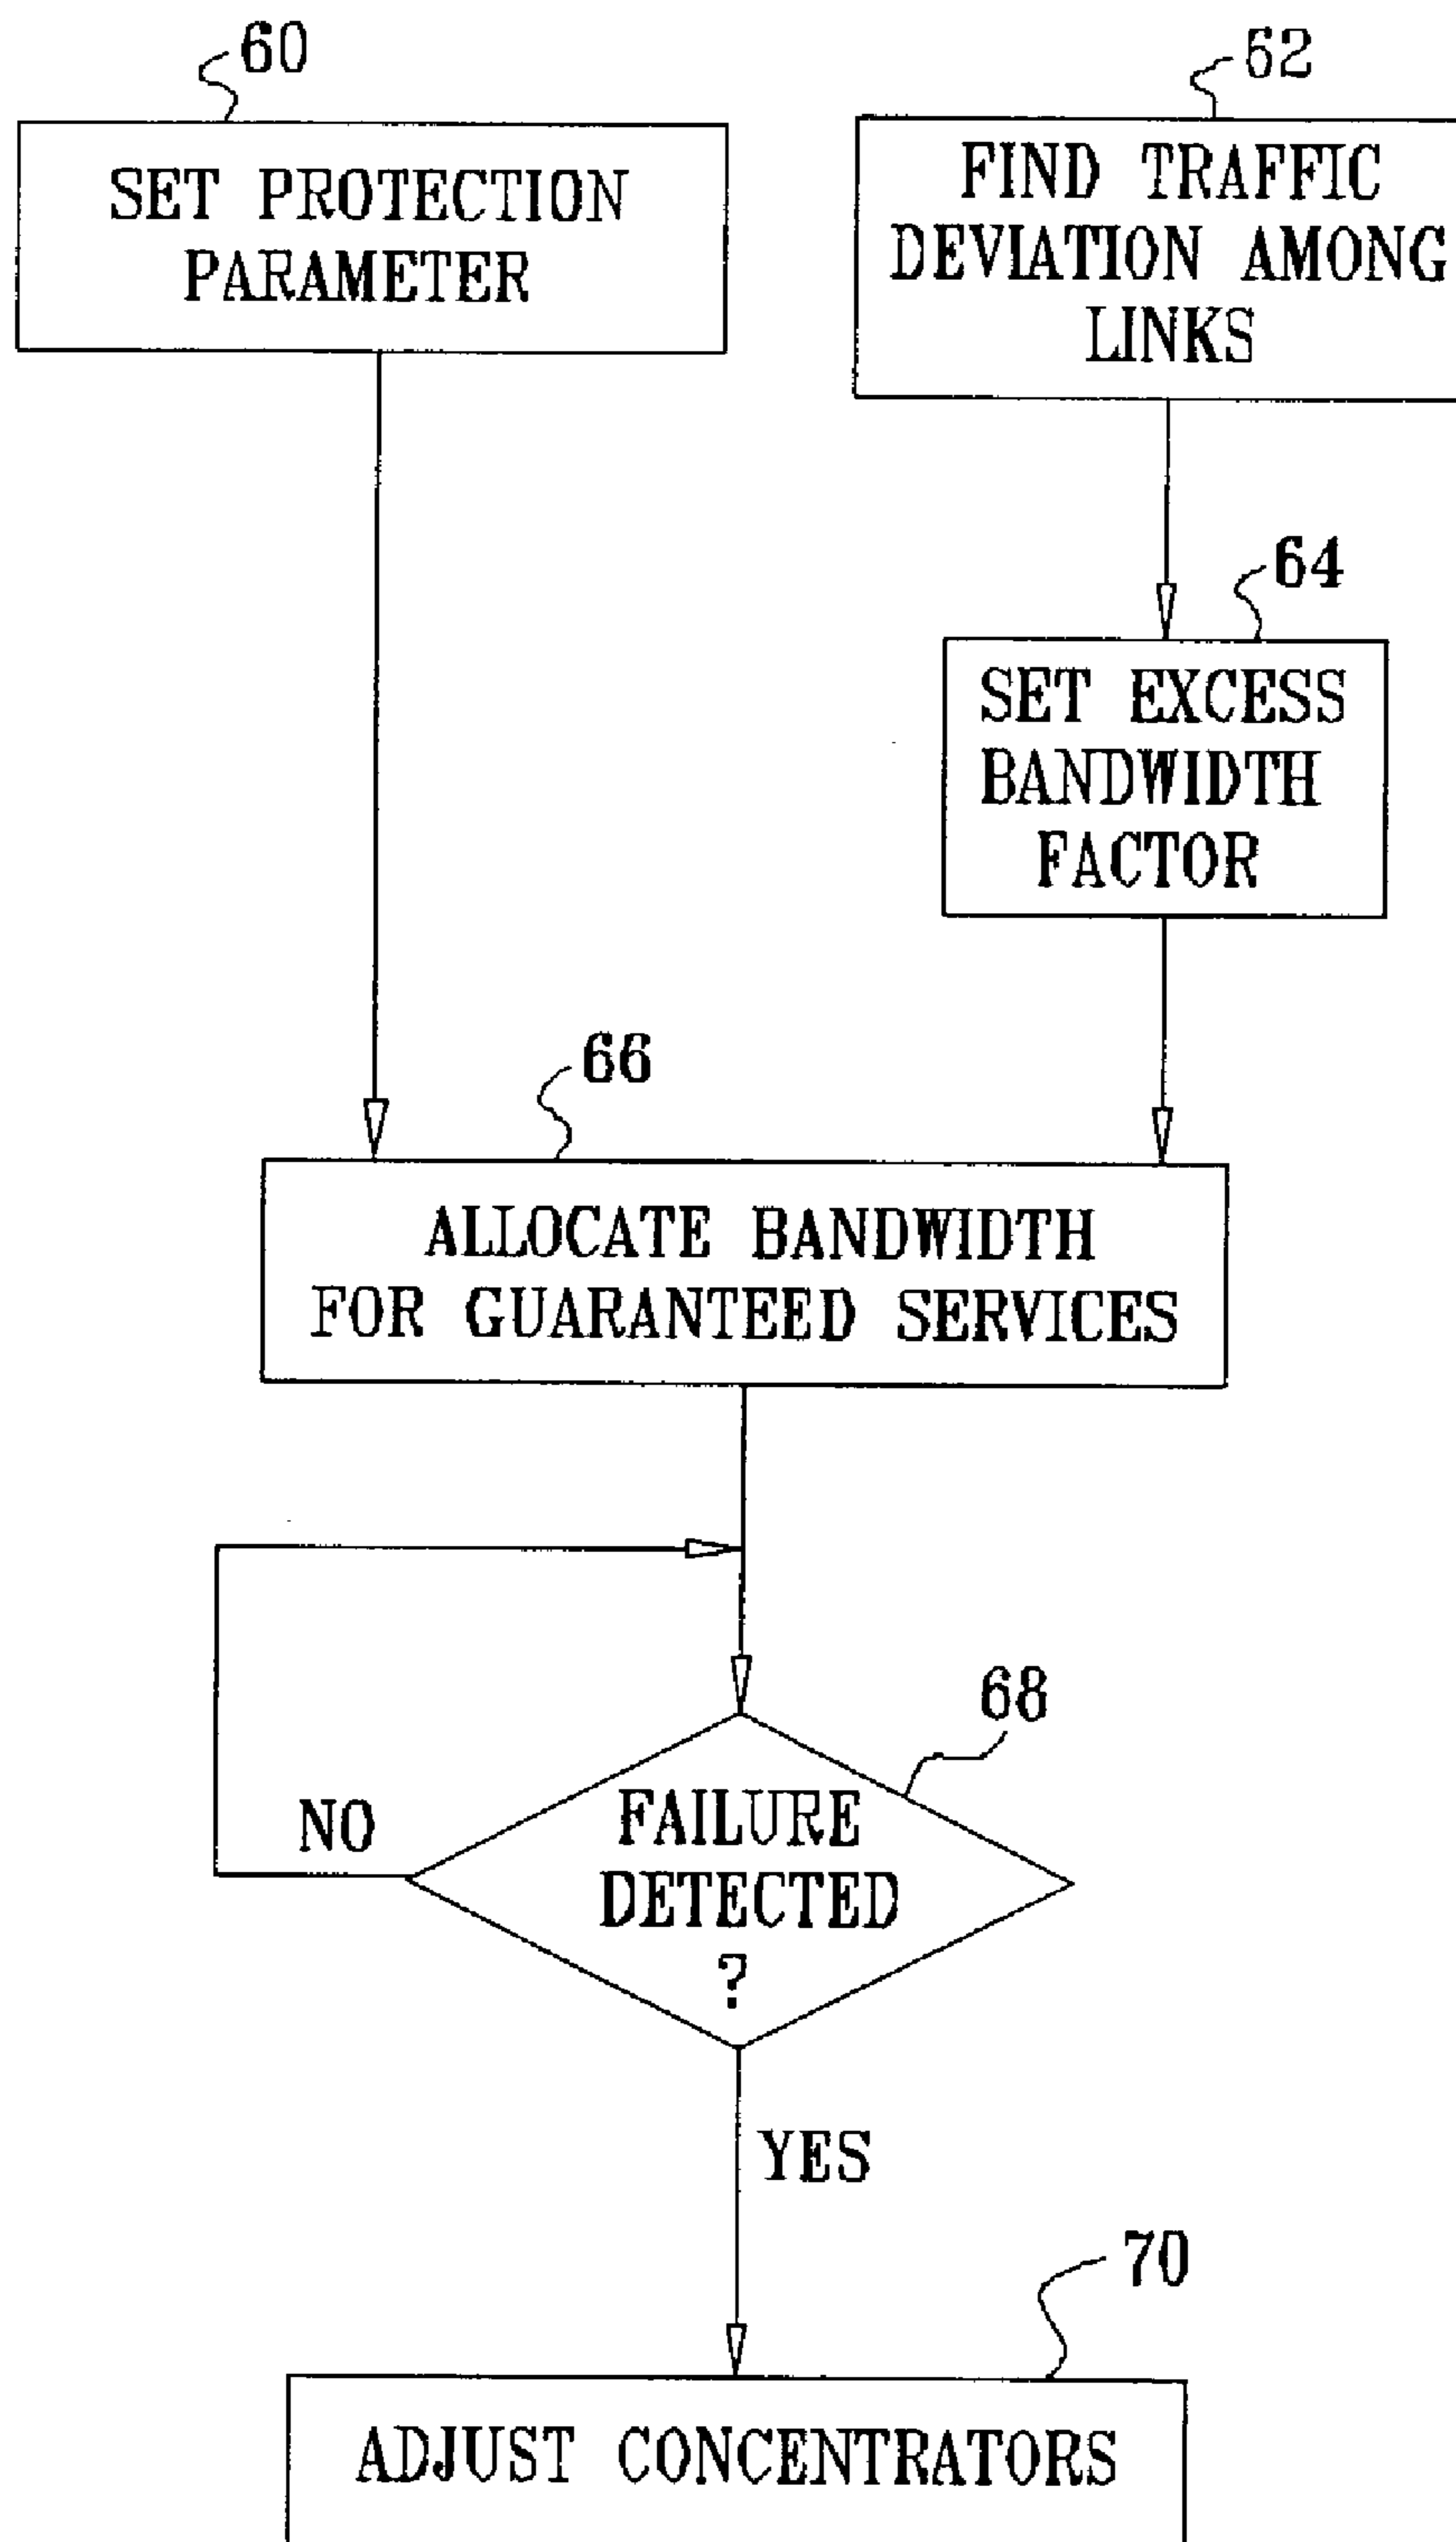 60
SET PROTECTION
PARAMETER
62
FIND TRAFFIC
DEVIATION AMONG
LINKS
64
SET EXCESS
BANDWIDTH
FACTOR
66
ALLOCATE BANDWIDTH
FOR GUARANTEED SERVICES
68
FAILURE
DETECTED
?
NO
YES
70
ADJUST CONCENTRATORS